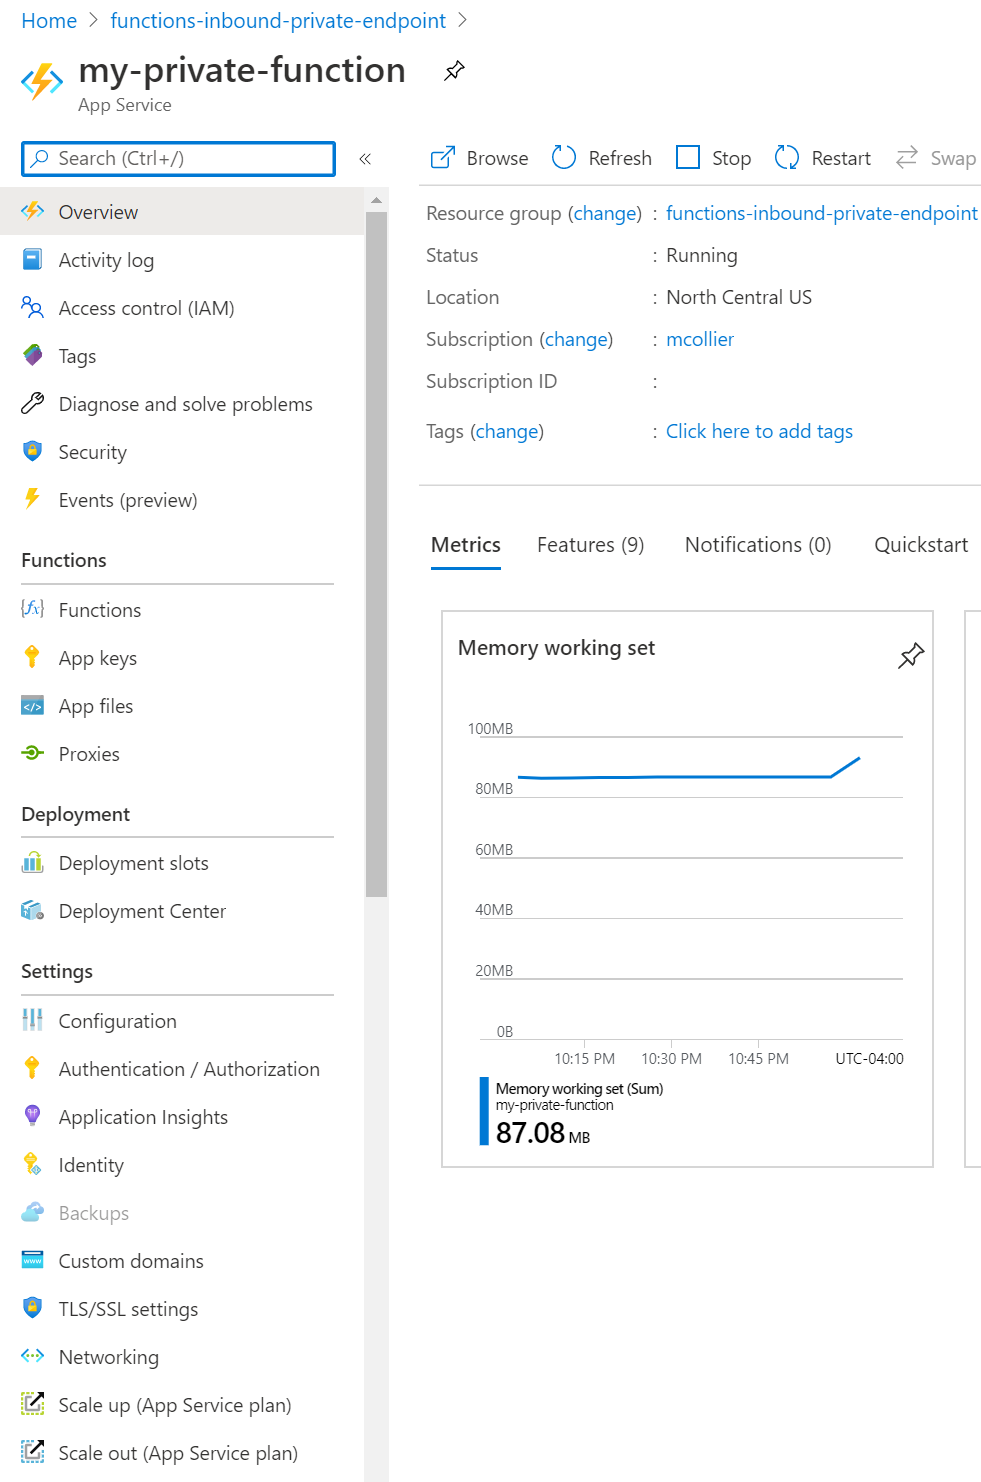 Home > functions-inbound-private-endpoint >
my-private-function
App Service
Search (Ctrl+/)
«
Browse
Refresh
Stop
Restart
Swap
Overview
Activity log
Access control (IAM)
Tags
Diagnose and solve problems
Security
Events (preview)
Functions
Functions
App keys
App files
Proxies
Deployment
Deployment slots
Deployment Center
Settings
Configuration
Authentication / Authorization
Application Insights
Identity
Backups
Custom domains
TLS/SSL settings
Networking
Scale up (App Service plan)
Scale out (App Service plan)
Resource group (change) : functions-inbound-private-endpoint
Status : Running
Location : North Central US
Subscription (change) : mcollier
Subscription ID :
Tags (change) : Click here to add tags
Metrics
Features (9)
Notifications (0)
Quickstart
Memory working set
100MB
80MB
60MB
40MB
20MB
0B
10:15 PM 10:30 PM 10:45 PM UTC-04:00
Memory working set (Sum)
my-private-function
87.08 MB